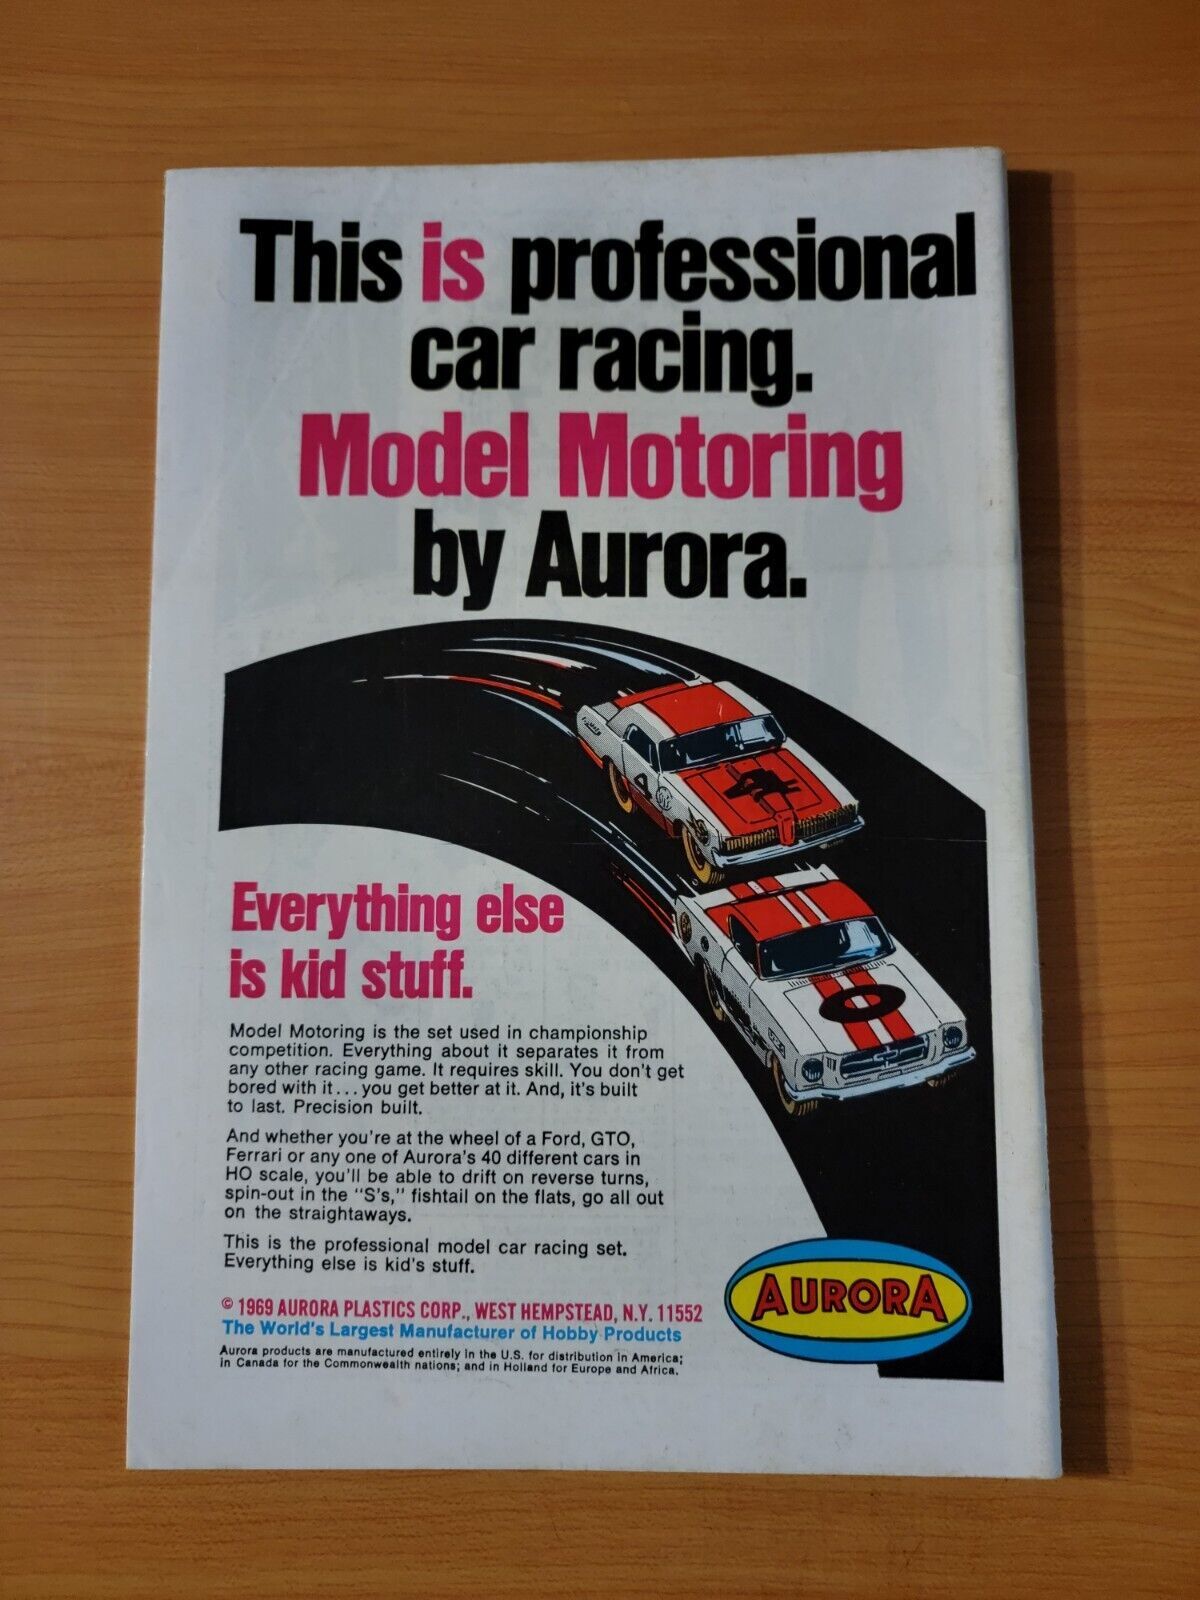 This is professional
car racing.
Model Motoring
by Aurora.
4
0
Everything else
is kid stuff.
Model Motoring is the set used in championship
competition. Everything about it separates it from
any other racing game. It requires skill. You don't get
bored with it...you get better at it. And, it's built
to last. Precision built.
And whether you're at the wheel of a Ford, GTO,
Ferrari or any one of Aurora's 40 different cars in
HO scale, you'll be able to drift on reverse turns,
spin-out in the "S's," fishtail on the flats, go all out
on the straightaways.
This is the professional model car racing set.
Everything else is kid's stuff.
© 1969 AURORA PLASTICS CORP., WEST HEMPSTEAD, N.Y. 11552
The World's Largest Manufacturer of Hobby Products
Aurora products are manufactured entirely in the U.S. for distribution in America;
in Canada for the Commonwealth nations; and in Holland for Europe and Africa.
AURORA